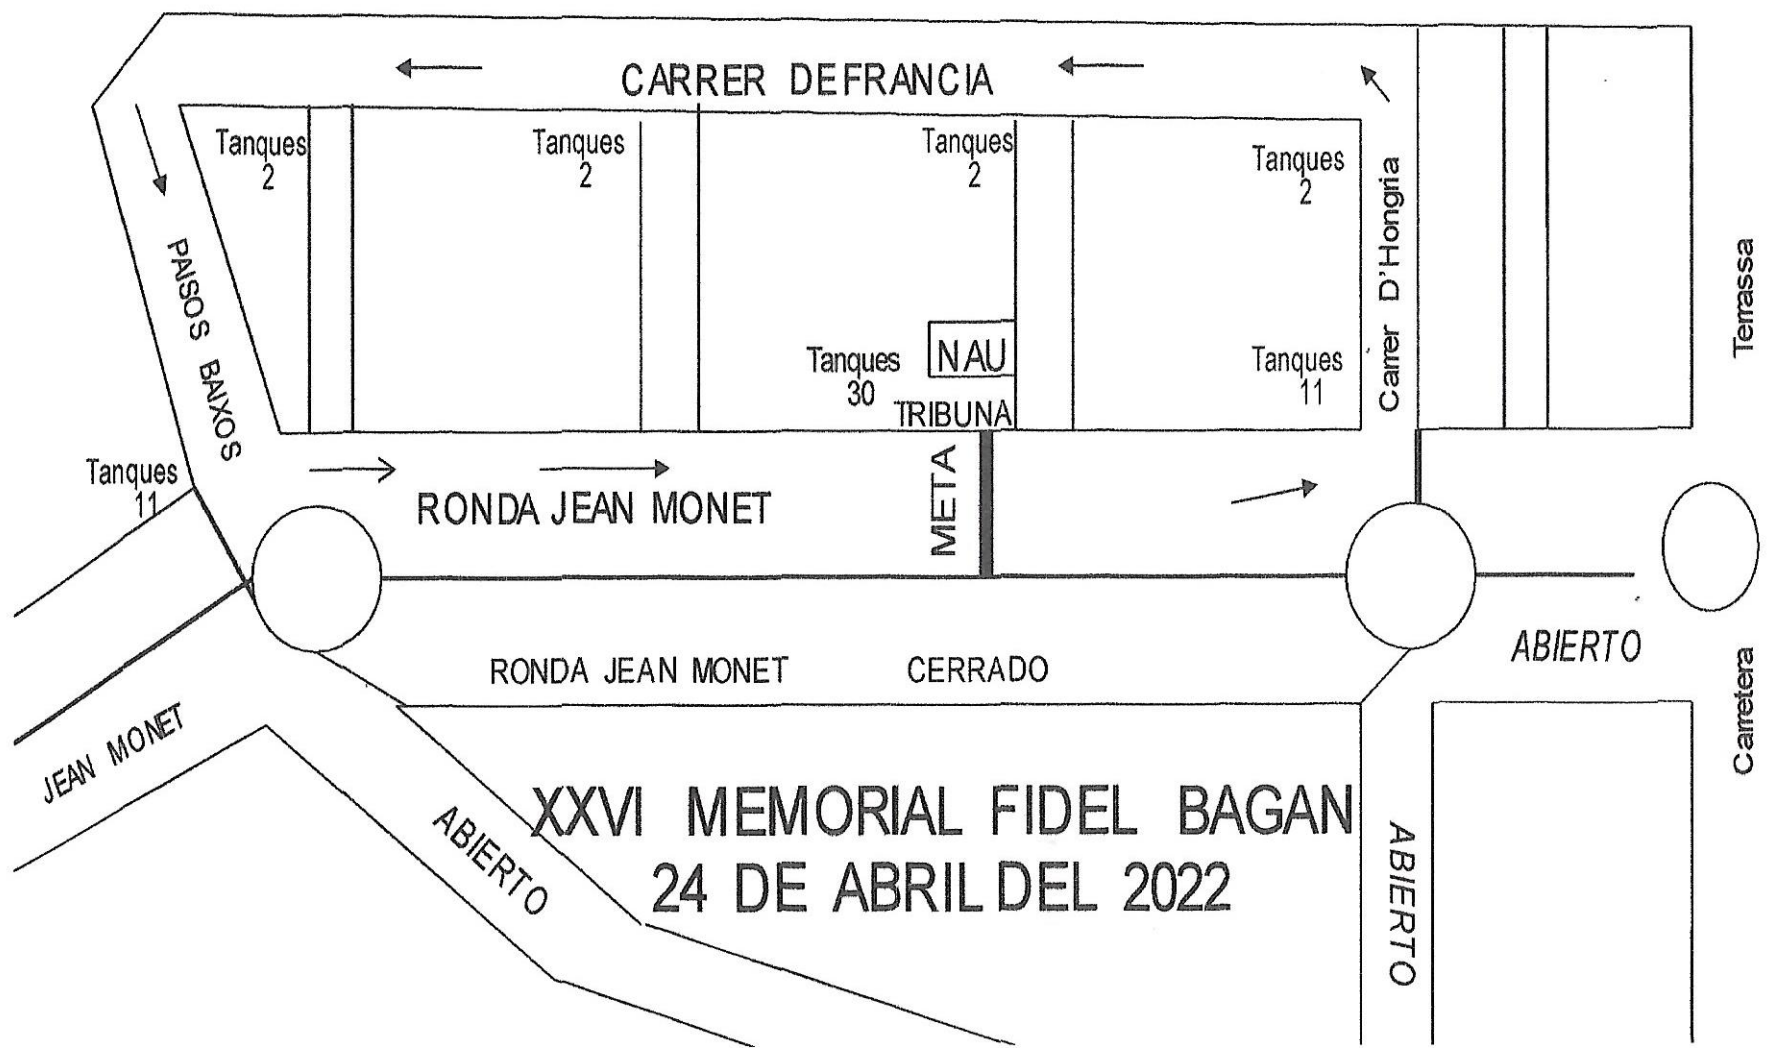 CARRER DEFRANCIA
Tanques
2
Tanques
2
Tanques
2
Tanques
2
PAISOS BAIXOS
Carrer D'Hongria
Terrassa
Tanques
30
NAU
Tanques
11
TRIBUNA
Tanques
11
RONDA JEAN MONET
META
RONDA JEAN MONET CERRADO
ABIERTO
Carretera
JEAN MONET
ABIERTO
XXVI MEMORIAL FIDEL BAGAN
24 DE ABRIL DEL 2022
ABIERTO